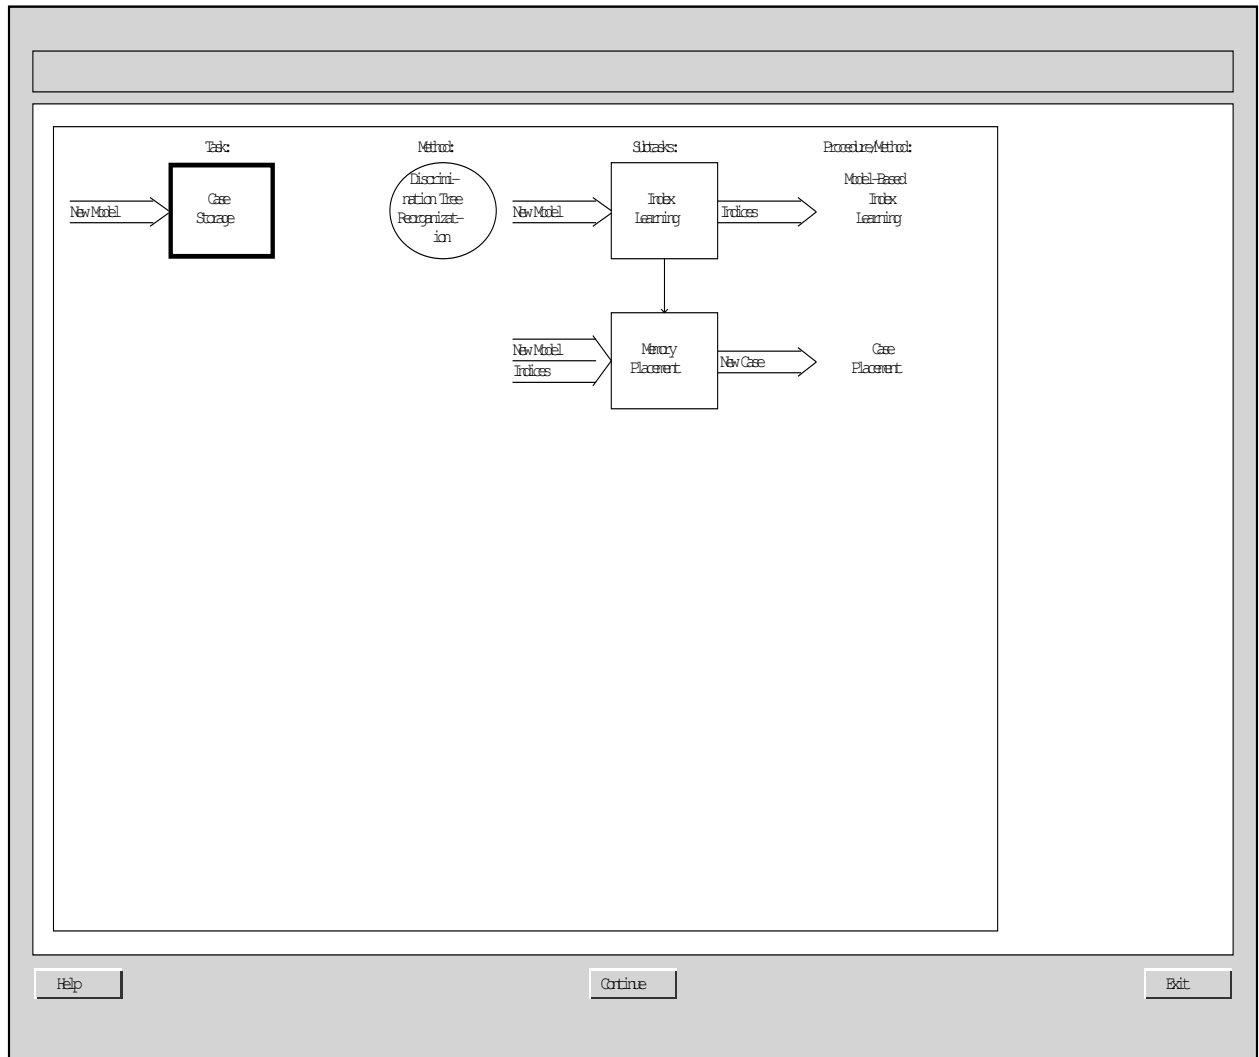 Task:
Method:
Subtasks:
Procedure/Method:
New Model
Case
Storage
Discrimi-
nation Tree
Reorganizat-
ion
New Model
Index
Learning
Indices
Model-Based
Index
Learning
New Model
Indices
Memory
Placement
New Case
Case
Placement
Help
Continue
Exit